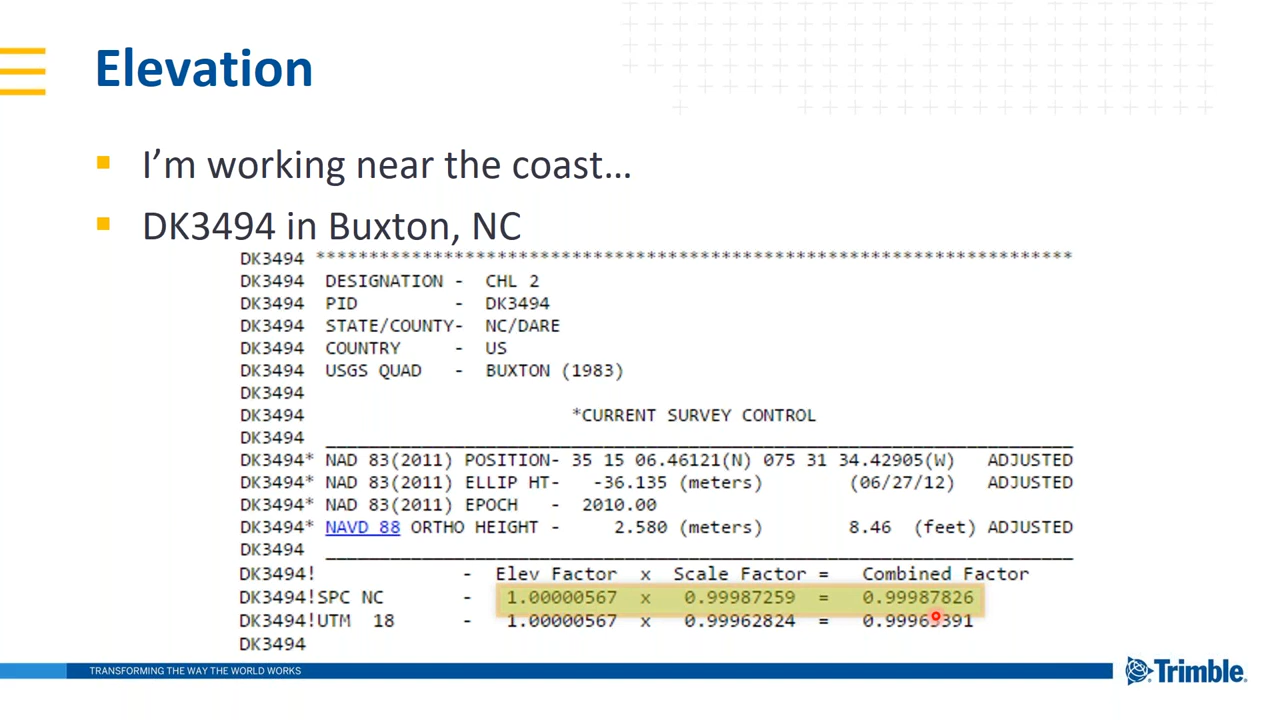 Elevation
I’m working near the coast…
DK3494 in Buxton, NC
DK3494 ***********************************************************************
DK3494 DESIGNATION - CHL 2
DK3494 PID - DK3494
DK3494 STATE/COUNTY- NC/DARE
DK3494 COUNTRY - US
DK3494 USGS QUAD - BUXTON (1983)
DK3494
DK3494 *CURRENT SURVEY CONTROL
DK3494 ______________________________________________________________________
DK3494* NAD 83(2011) POSITION- 35 15 06.46121(N) 075 31 34.42905(W) ADJUSTED
DK3494* NAD 83(2011) ELLIP HT- -36.135 (meters) (06/27/12) ADJUSTED
DK3494* NAD 83(2011) EPOCH - 2010.00
DK3494* NAVD 88 ORTHO HEIGHT - 2.580 (meters) 8.46 (feet) ADJUSTED
DK3494 ______________________________________________________________________
DK3494! - Elev Factor x Scale Factor = Combined Factor
DK3494!SPC NC - 1.00000567 x 0.99987259 = 0.99987826
DK3494!UTM 18 - 1.00000567 x 0.99962824 = 0.99963391
DK3494
TRANSFORMING THE WAY THE WORLD WORKS
Trimble